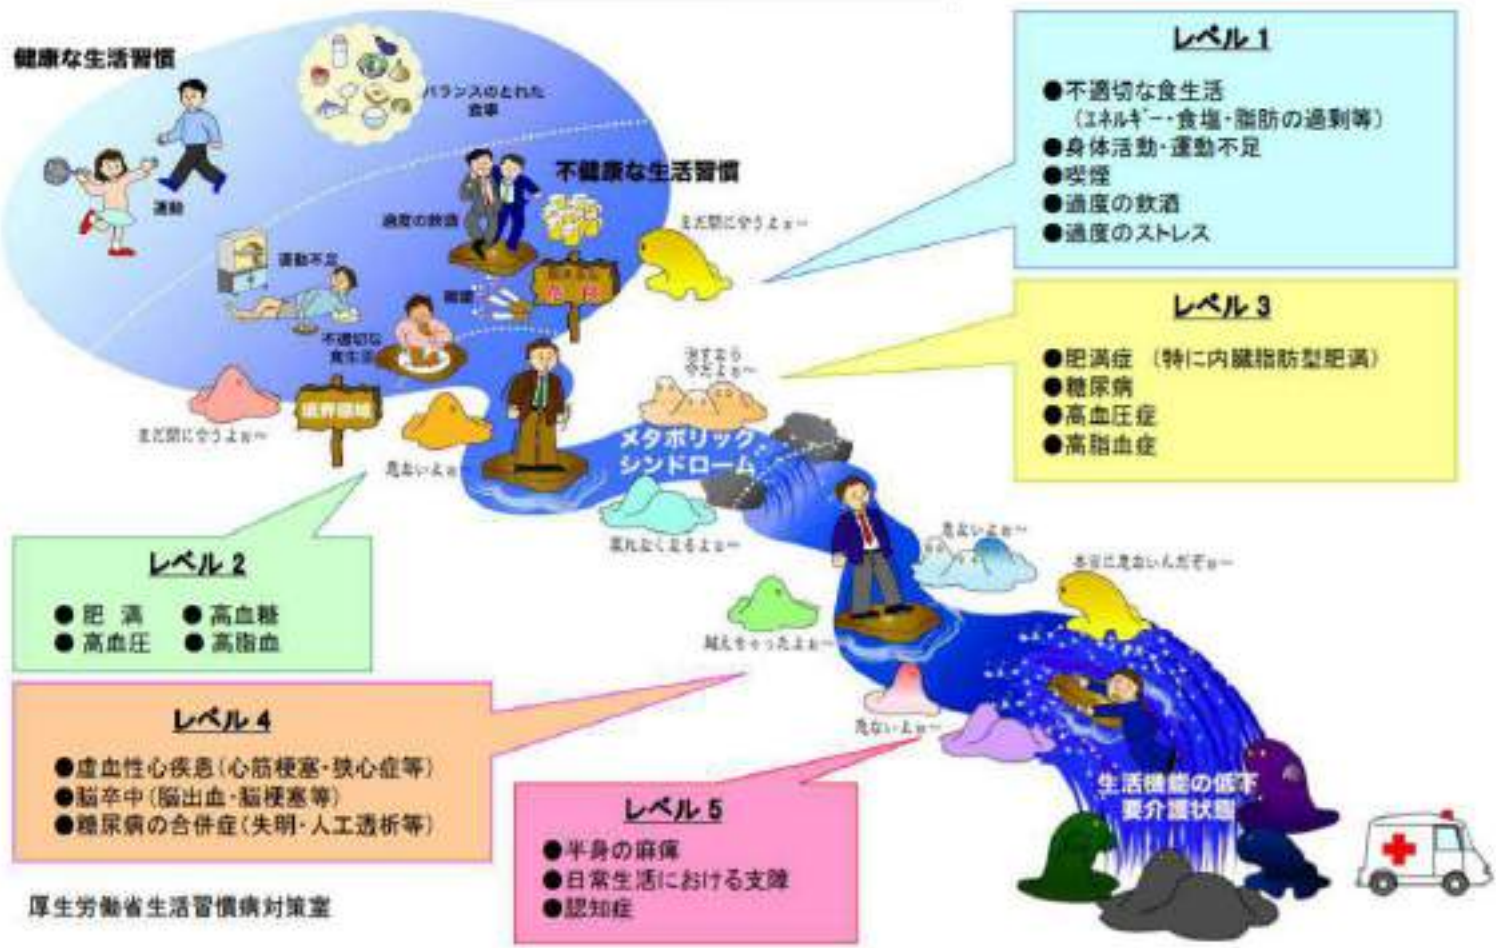 健康な生活習慣
バランスのとれた
食事
運動
不健康な生活習慣
過度の飲酒
まだ間に合うよぉ～
運動不足
喫煙
危険
不適切な
食生活
境界領域
まだ間に合うよぉ～
危ないよぉ～
治すなら
今だよぉ～
メタボリック
シンドローム
戻れなくなるよぉ～
危ないよぉ～
本当に危ないんだぞぉ～
越えちゃったよぉ～
危ないよぉ～
生活機能の低下
要介護状態
レベル 1
●不適切な食生活
（ｴﾈﾙｷﾞｰ・食塩・脂肪の過剰等）
●身体活動・運動不足
●喫煙
●過度の飲酒
●過度のストレス
レベル 2
● 肥　満　● 高血糖
● 高血圧　● 高脂血
レベル 3
●肥満症　（特に内臓脂肪型肥満）
●糖尿病
●高血圧症
●高脂血症
レベル 4
●虚血性心疾患（心筋梗塞・狭心症等）
●脳卒中（脳出血・脳梗塞等）
●糖尿病の合併症（失明・人工透析等）
レベル 5
●半身の麻痺
●日常生活における支障
●認知症
厚生労働省生活習慣病対策室